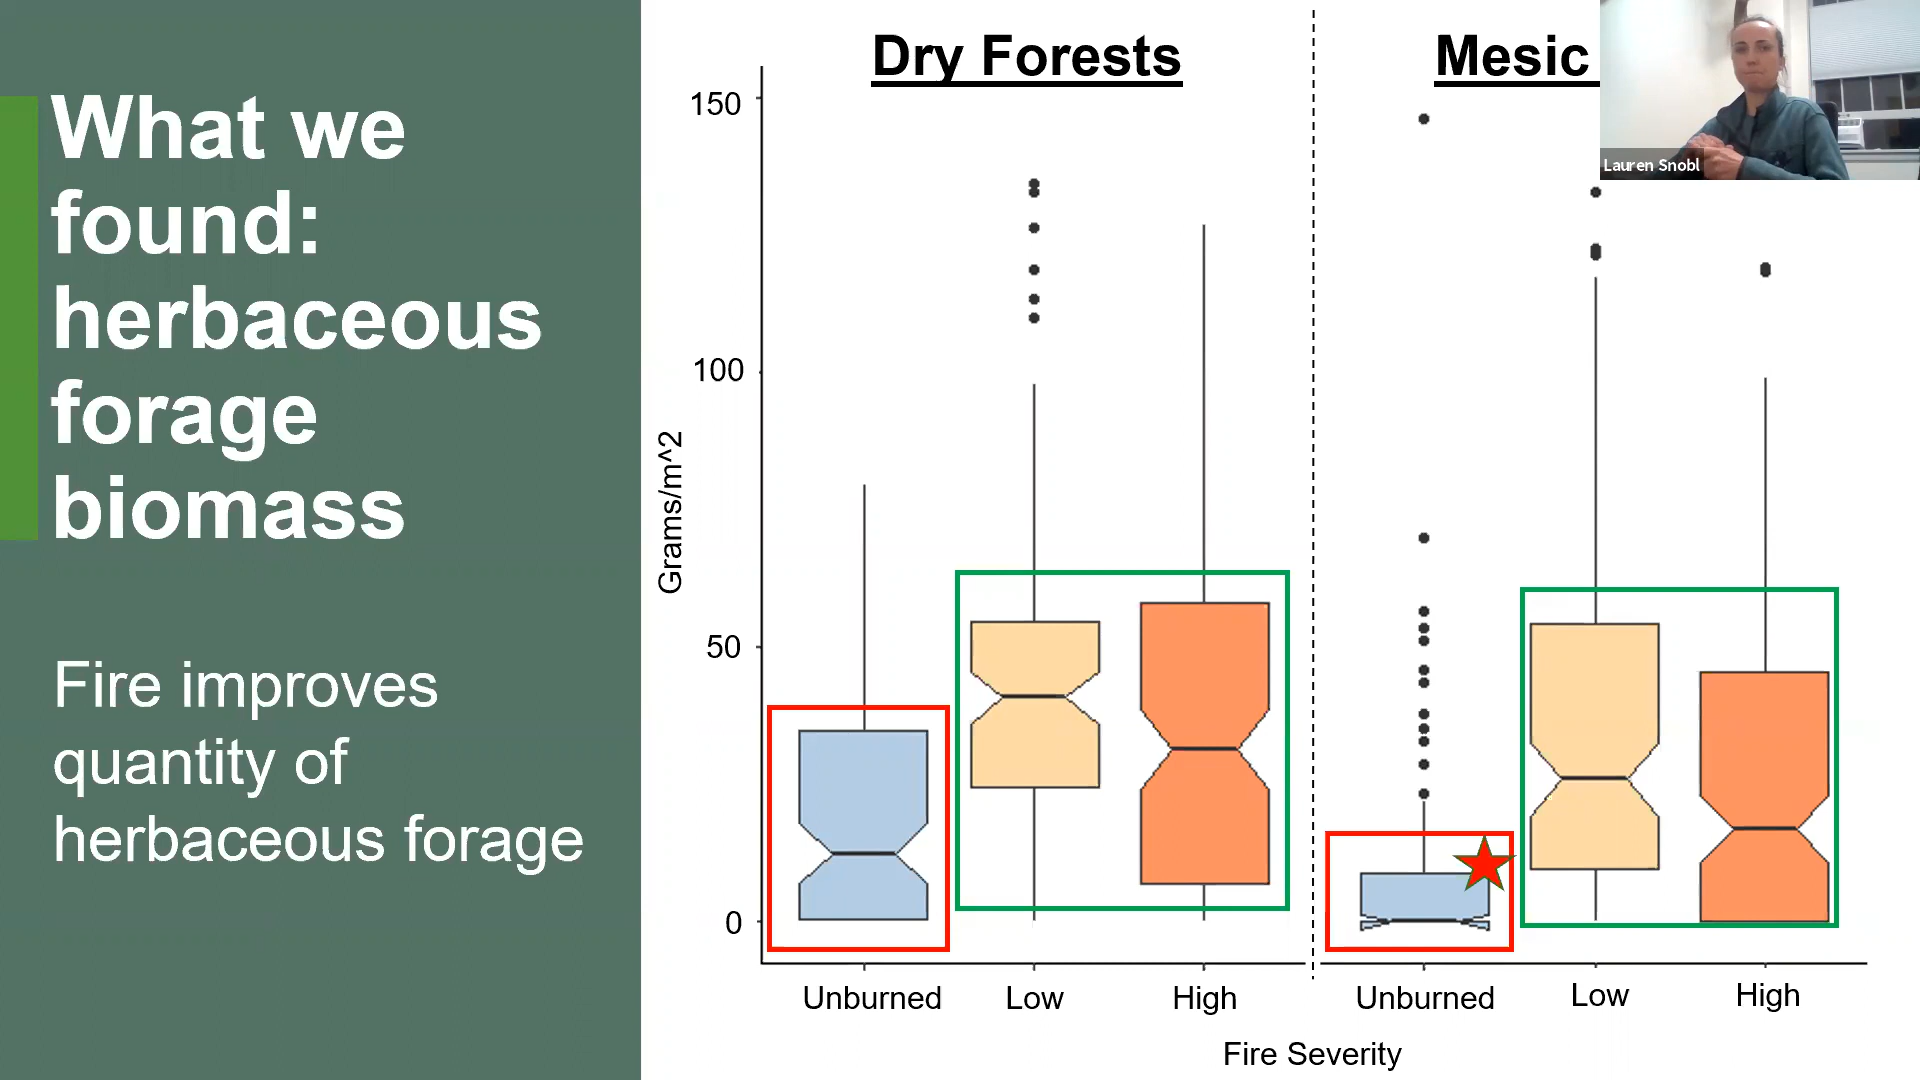 What we
found:
herbaceous
forage
biomass
Fire improves
quantity of
herbaceous forage
Dry Forests
Mesic
Lauren Snobl
150
100
50
0
Grams/m^2
Unburned
Low
High
Unburned
Low
High
Fire Severity